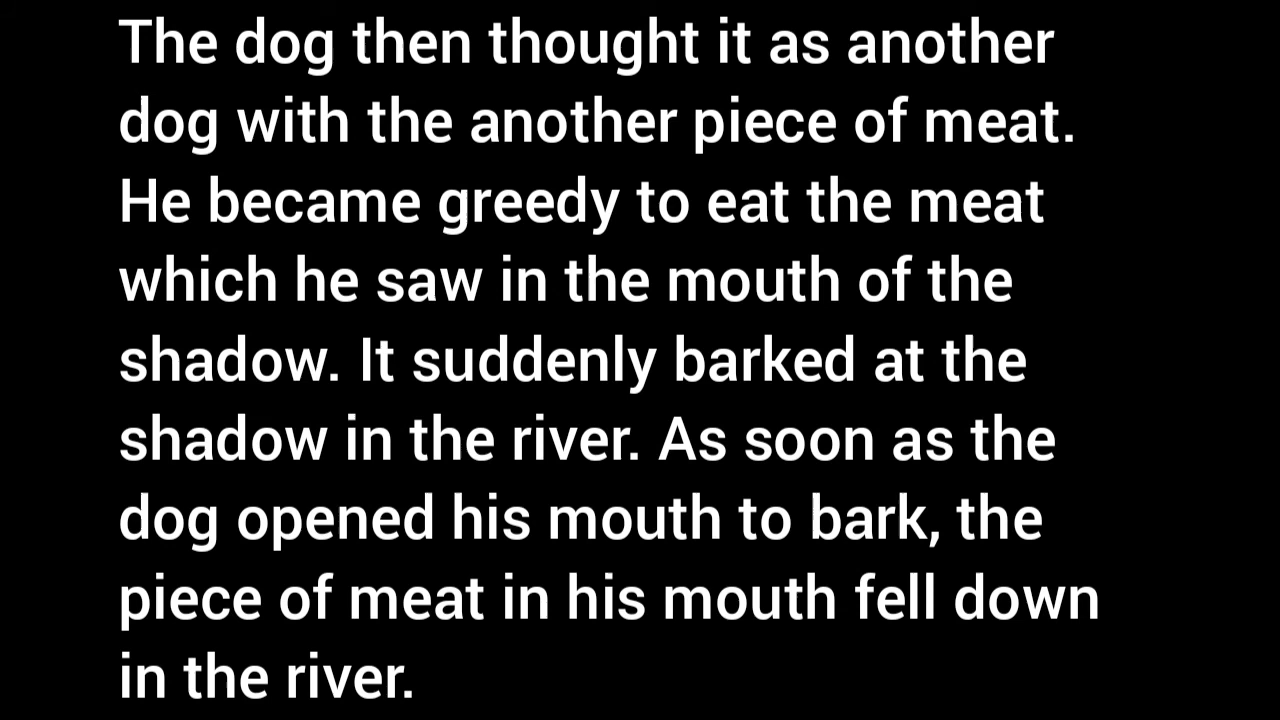 The dog then thought it as another
dog with the another piece of meat.
He became greedy to eat the meat
which he saw in the mouth of the
shadow. It suddenly barked at the
shadow in the river. As soon as the
dog opened his mouth to bark, the
piece of meat in his mouth fell down
in the river.